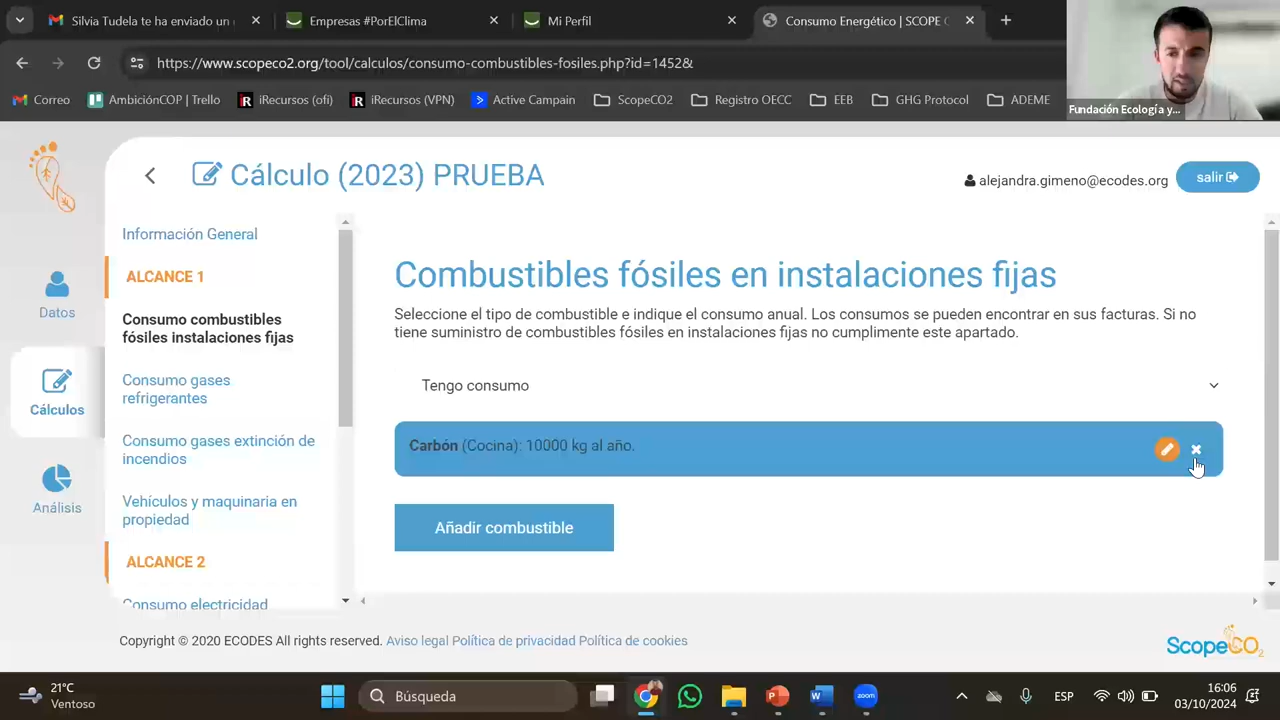 Silvia Tudela te ha enviado un
Empresas #PorElClima
Mi Perfil
Consumo Energético | SCOPE
https://www.scopeco2.org/tool/calculos/consumo-combustibles-fosiles.php?id=1452&
Correo
AmbiciónCOP | Trello
iRecursos (ofi)
iRecursos (VPN)
Active Campain
ScopeCO2
Registro OECC
EEB
GHG Protocol
ADEME
Fundación Ecología y...
Cálculo (2023) PRUEBA
alejandra.gimeno@ecodes.org
salir
Datos
Cálculos
Análisis
Información General
ALCANCE 1
Consumo combustibles
fósiles instalaciones fijas
Consumo gases
refrigerantes
Consumo gases extinción de
incendios
Vehículos y maquinaria en
propiedad
ALCANCE 2
Consumo electricidad
Combustibles fósiles en instalaciones fijas
Seleccione el tipo de combustible e indique el consumo anual. Los consumos se pueden encontrar en sus facturas. Si no
tiene suministro de combustibles fósiles en instalaciones fijas no cumplimente este apartado.
Tengo consumo
Carbón (Cocina): 10000 kg al año.
Añadir combustible
Copyright © 2020 ECODES All rights reserved. Aviso legal Política de privacidad Política de cookies
ScopeCO2
21°C
Ventoso
Búsqueda
zoom
ESP
16:06
03/10/2024